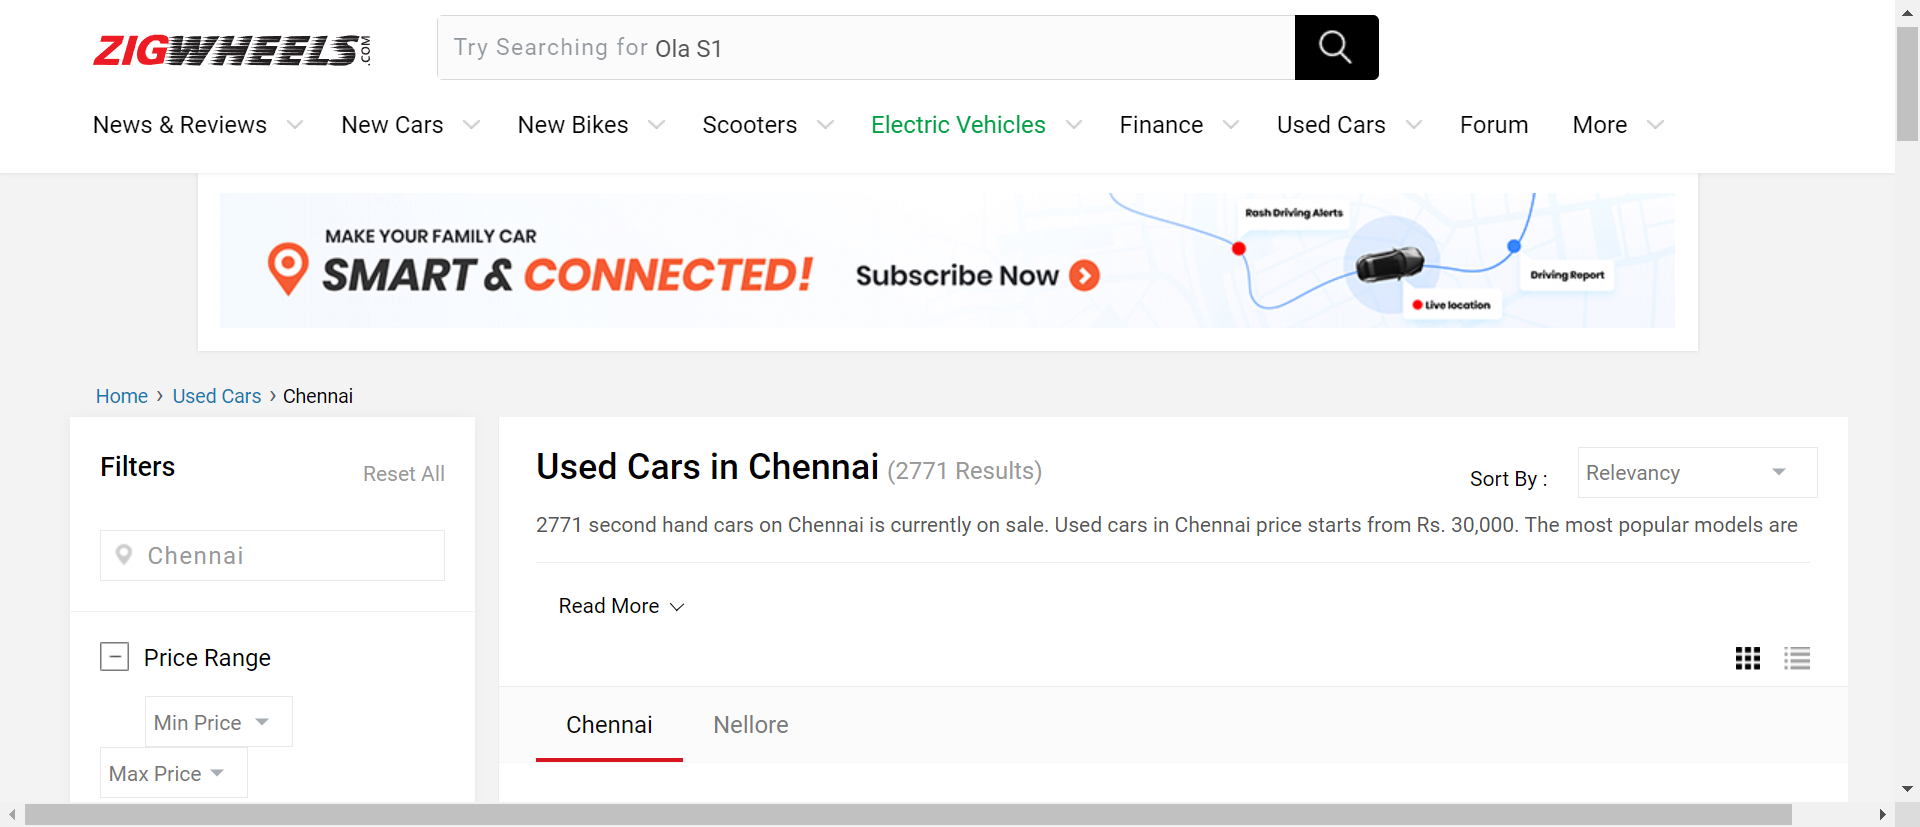 ZIGWHEELS.COM
Try Searching for Ola S1
News & Reviews New Cars New Bikes Scooters Electric Vehicles Finance Used Cars Forum More
MAKE YOUR FAMILY CAR
SMART & CONNECTED!
Subscribe Now
Rash Driving Alerts
Driving Report
Live location
Home › Used Cars › Chennai
Filters
Reset All
Chennai
Price Range
Min Price
Max Price
Used Cars in Chennai (2771 Results)
Sort By :
Relevancy
2771 second hand cars on Chennai is currently on sale. Used cars in Chennai price starts from Rs. 30,000. The most popular models are
Read More
Chennai Nellore